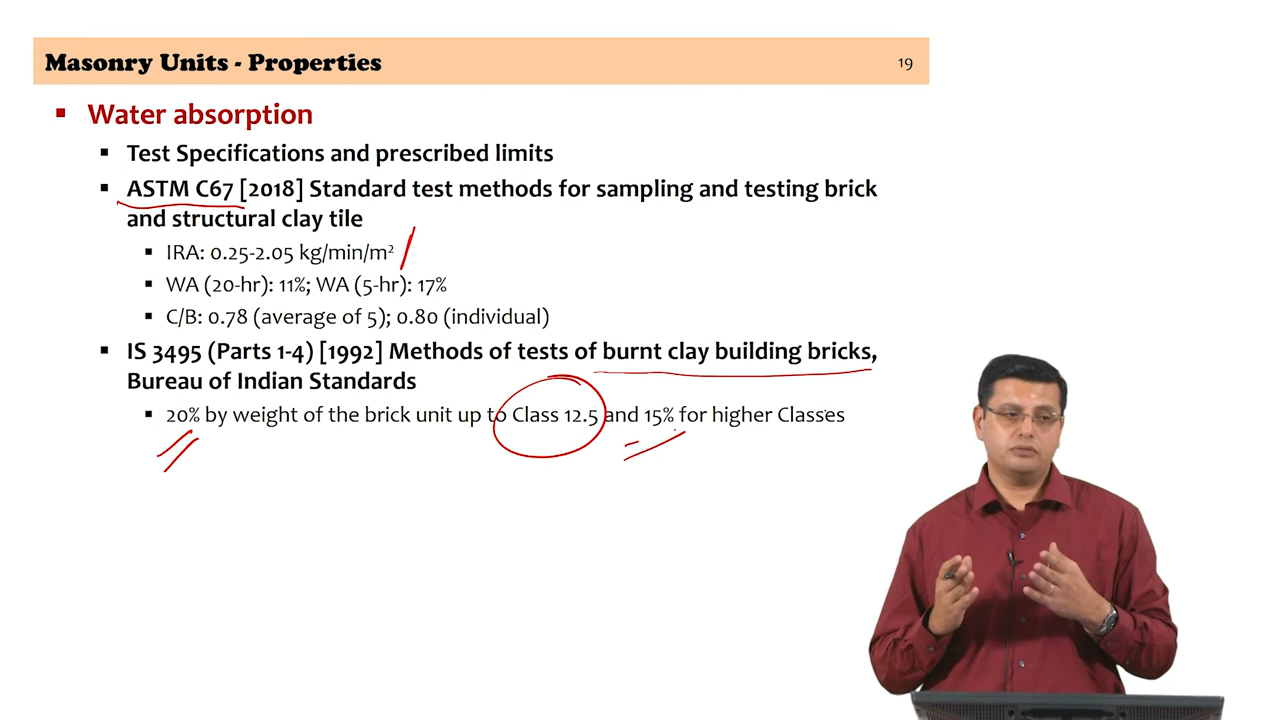 Masonry Units - Properties
19
▪ Water absorption
▪ Test Specifications and prescribed limits
▪ ASTM C67 [2018] Standard test methods for sampling and testing brick
and structural clay tile
▪ IRA: 0.25-2.05 kg/min/m²
▪ WA (20-hr): 11%; WA (5-hr): 17%
▪ C/B: 0.78 (average of 5); 0.80 (individual)
▪ IS 3495 (Parts 1-4) [1992] Methods of tests of burnt clay building bricks,
Bureau of Indian Standards
▪ 20% by weight of the brick unit up to Class 12.5 and 15% for higher Classes